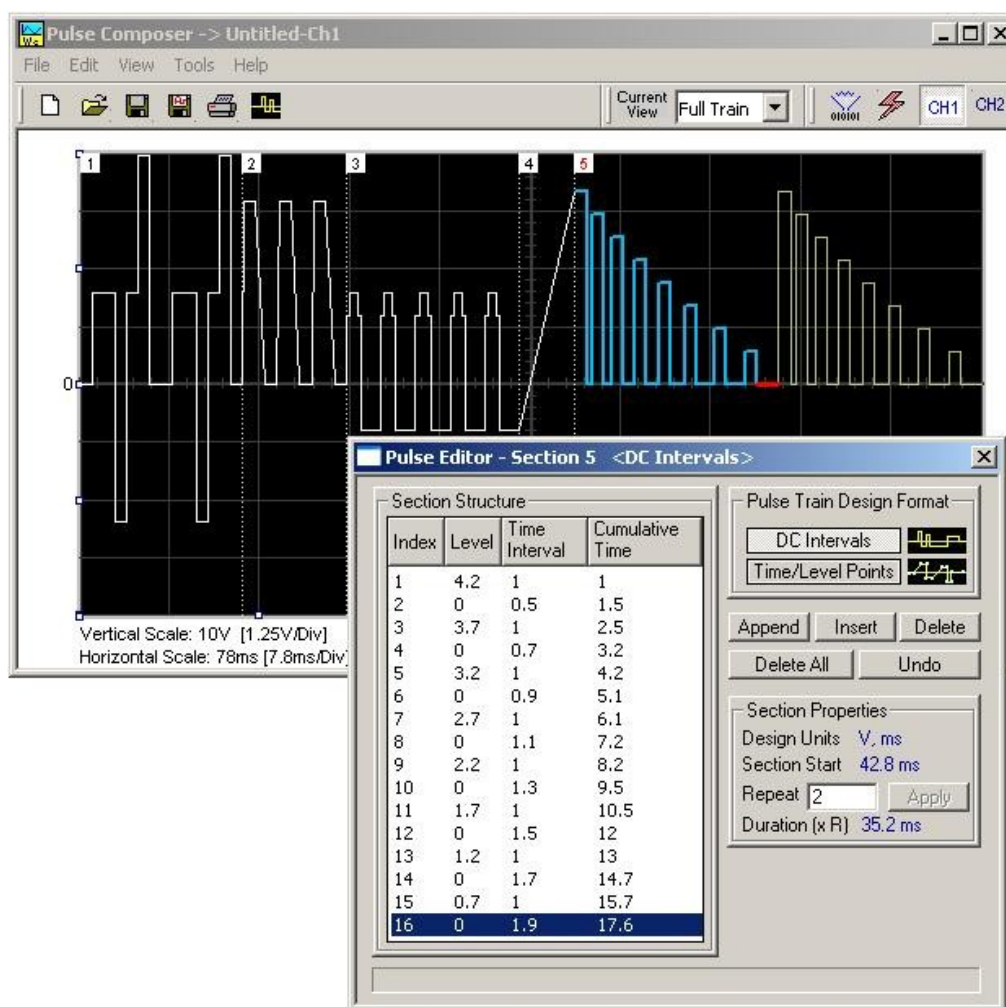 Pulse Composer -> Untitled-Ch1
File Edit View Tools Help
Current View Full Train CH1 CH2
1 2 3 4 5
0
Vertical Scale: 10V [1.25V/Div]
Horizontal Scale: 78ms [7.8ms/Div]
Pulse Editor - Section 5 <DC Intervals>
Section Structure
Index Level Time Interval Cumulative Time
1 4.2 1 1
2 0 0.5 1.5
3 3.7 1 2.5
4 0 0.7 3.2
5 3.2 1 4.2
6 0 0.9 5.1
7 2.7 1 6.1
8 0 1.1 7.2
9 2.2 1 8.2
10 0 1.3 9.5
11 1.7 1 10.5
12 0 1.5 12
13 1.2 1 13
14 0 1.7 14.7
15 0.7 1 15.7
16 0 1.9 17.6
Pulse Train Design Format
DC Intervals
Time/Level Points
Append Insert Delete
Delete All Undo
Section Properties
Design Units V, ms
Section Start 42.8 ms
Repeat 2 Apply
Duration (x R) 35.2 ms